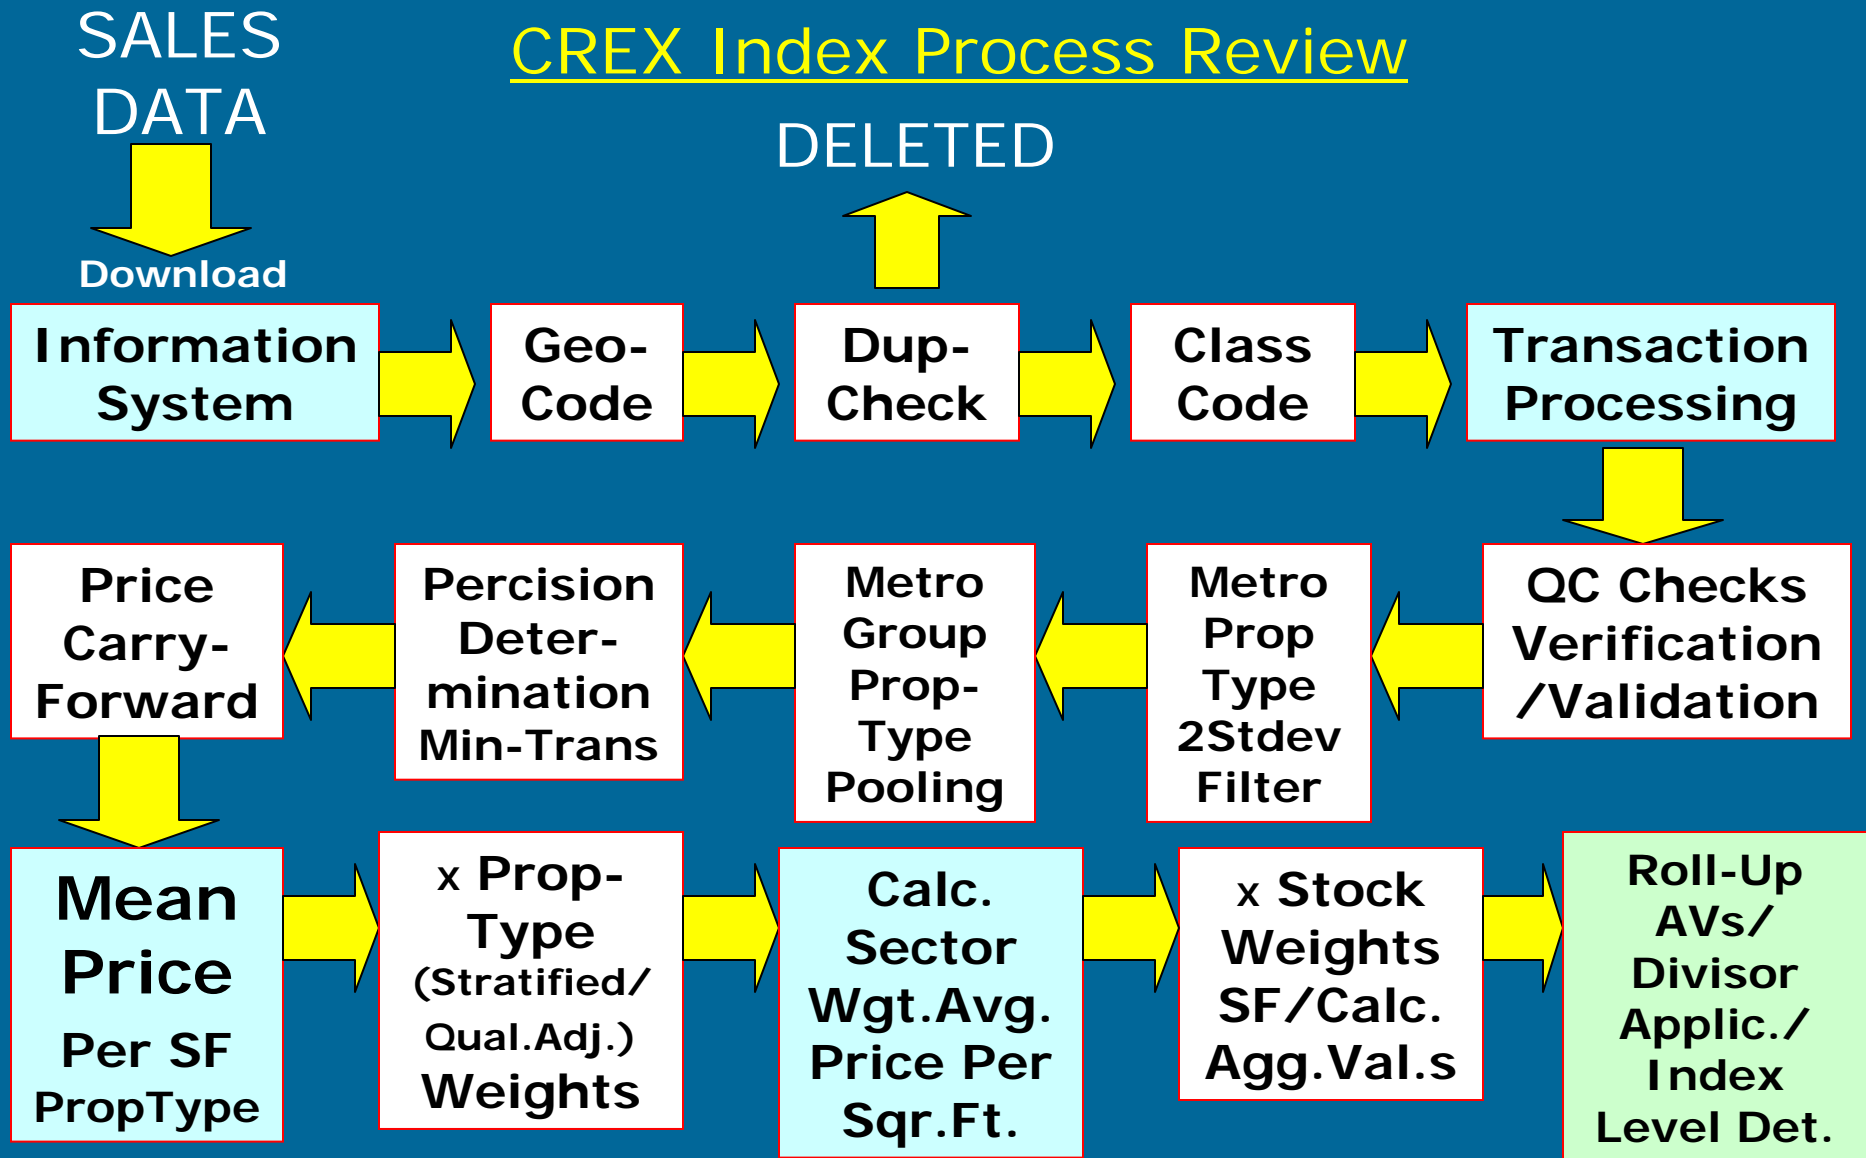 SALES
DATA
CREX Index Process Review
DELETED
Download
Information
System
Geo-
Code
Dup-
Check
Class
Code
Transaction
Processing
QC Checks
Verification
/Validation
Metro
Prop
Type
2Stdev
Filter
Metro
Group
Prop-
Type
Pooling
Percision
Deter-
mination
Min-Trans
Price
Carry-
Forward
Mean
Price
Per SF
PropType
x Prop-
Type
(Stratified/
Qual.Adj.)
Weights
Calc.
Sector
Wgt.Avg.
Price Per
Sqr.Ft.
x Stock
Weights
SF/Calc.
Agg.Val.s
Roll-Up
AVs/
Divisor
Applic./
Index
Level Det.